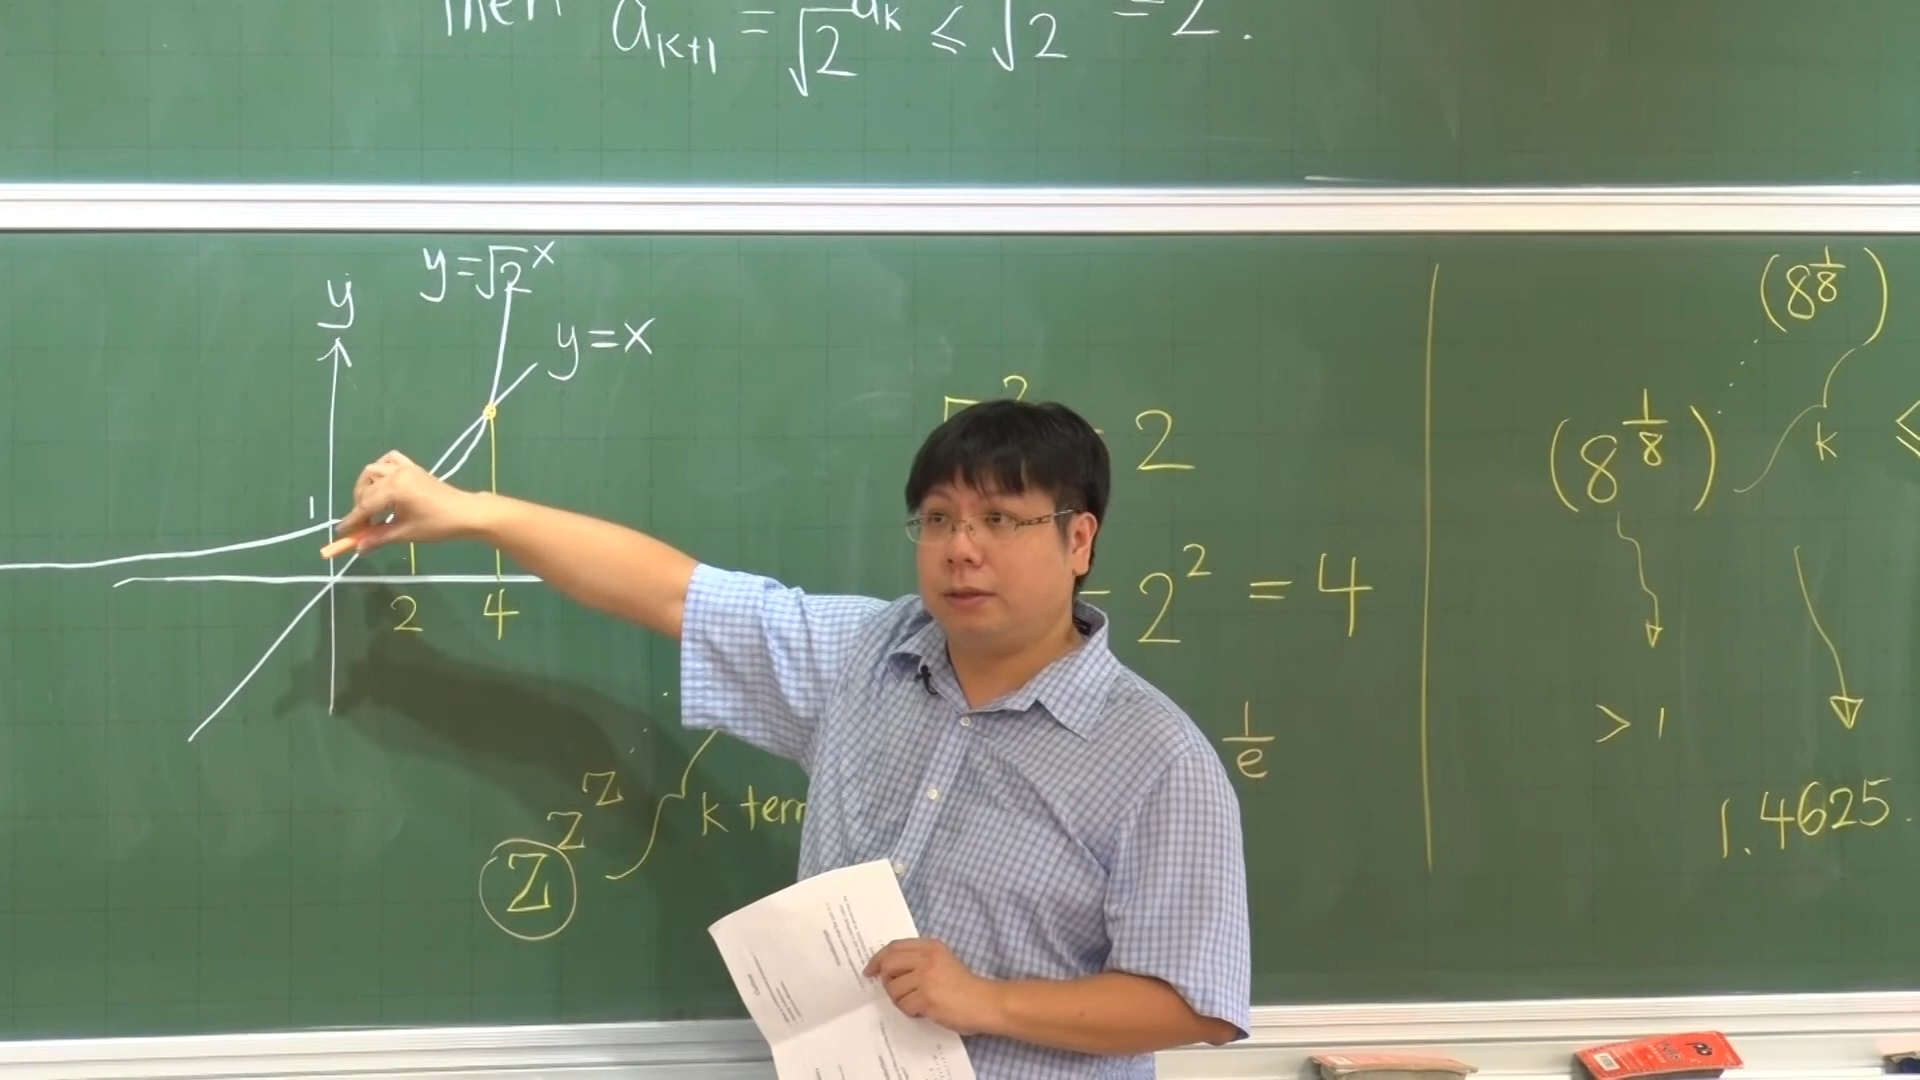 Then a_{k+1} = √2^{a_k} ≤ √2 = 2.
y
y = √2^x
y = x
1
2 4
2
2^2 = 4
z^{z^z}
k
1/e
(8^{1/8})
(8^{1/8})
k
≤
> 1
1.4625.